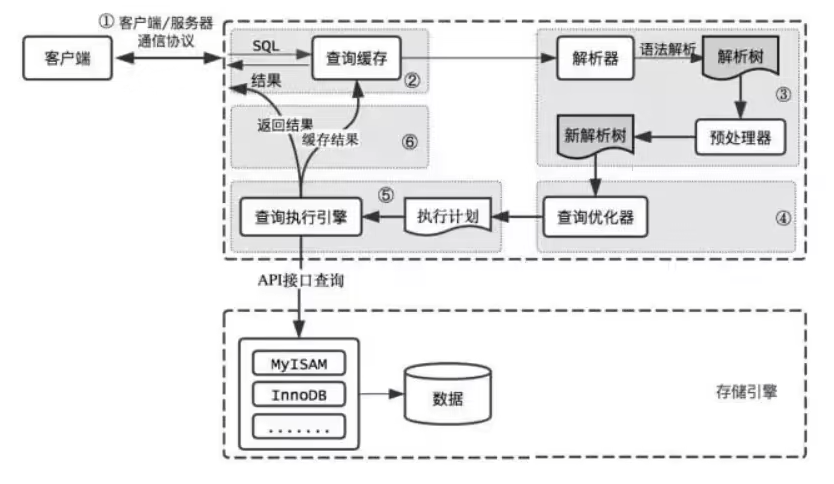 ① 客户端/服务器
通信协议
客户端
SQL
查询缓存
结果
②
解析器
语法解析
解析树
③
返回结果
缓存结果
⑥
新解析树
预处理器
查询执行引擎
⑤
执行计划
查询优化器
④
API接口查询
MyISAM
InnoDB
.......
数据
存储引擎